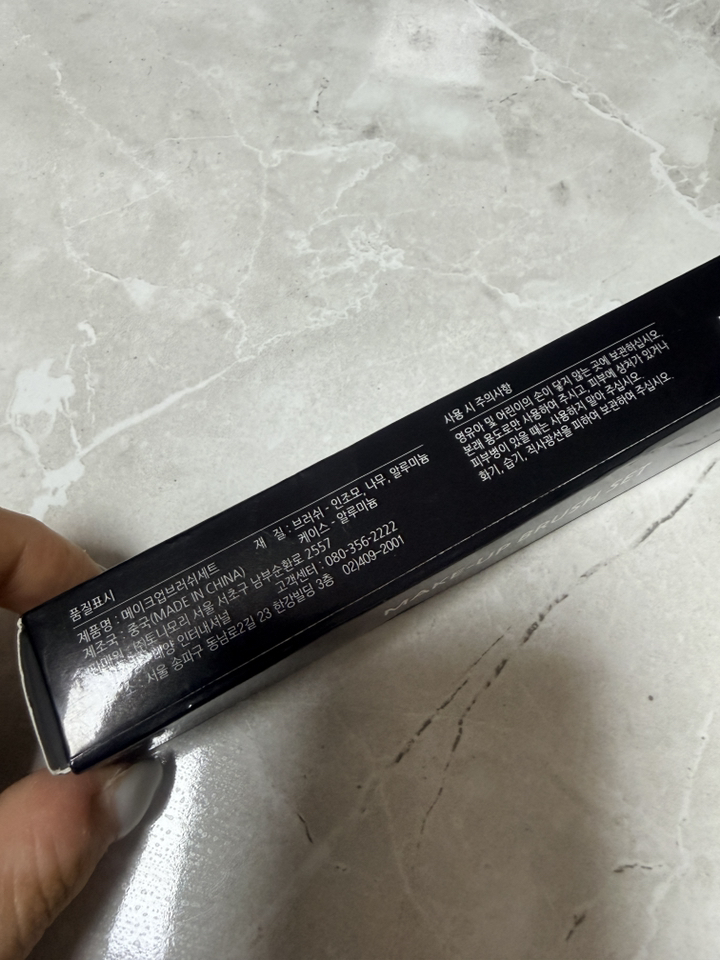 품질표시
제품명 : 메이크업브러쉬세트
제 질 : 브러쉬 - 인조모, 나무, 알루미늄
케이스 - 알루미늄
제조국 : 중국(MADE IN CHINA)
서울 서초구 남부순환로 2557
고객센터 : 080-356-2222
인터내셔널
서울 송파구 동남로2길 23 한강빌딩 3층 02)409-2001
사용 시 주의사항
영유아 및 어린이의 손이 닿지 않는 곳에 보관하십시오.
본래 용도로만 사용하여 주시고, 피부에 상처가 있거나
피부병이 있을 때는 사용하지 말아 주십시오.
화기, 습기, 직사광선을 피하여 보관하여 주십시오.
MAKE-UP BRUSH SET